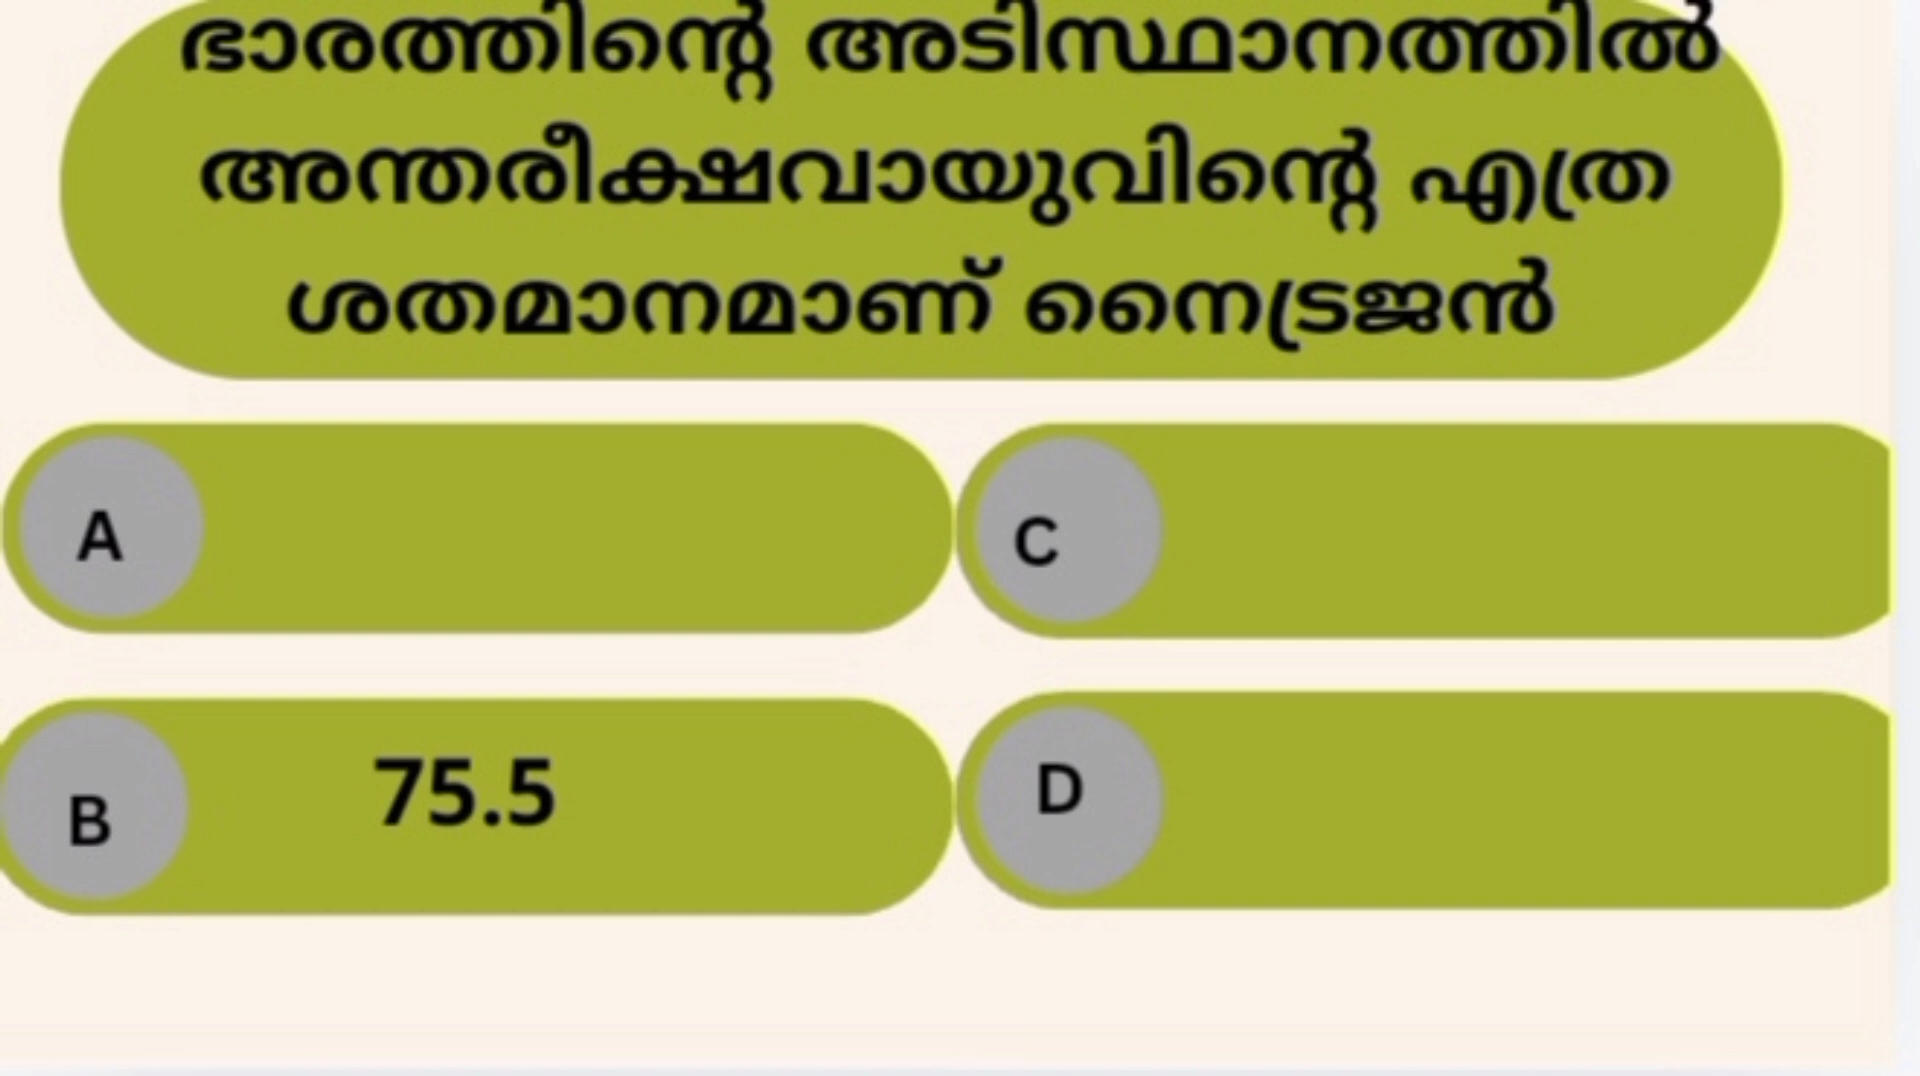 ഭാരത്തിന്റെ അടിസ്ഥാനത്തിൽ
അന്തരീക്ഷവായുവിന്റെ എത്ര
ശതമാനമാണ് നൈട്രജൻ
A
C
B 75.5
D